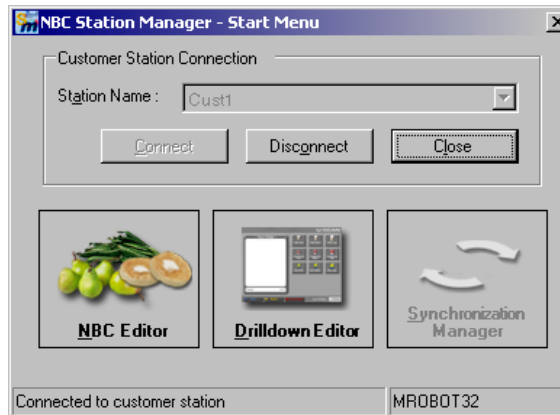 NBC Station Manager - Start Menu
Customer Station Connection
Station Name :
Cust1
Connect
Disconnect
Close
U-SCAN
NBC Editor
Drilldown Editor
Synchronization
Manager
Connected to customer station
MROBOT32